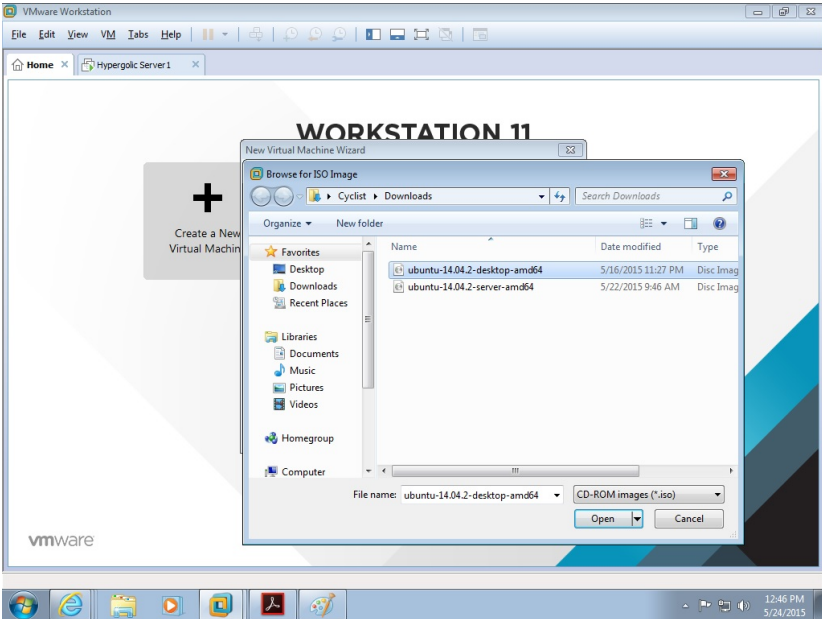 VMware Workstation
File Edit View VM Tabs Help
Home Hypergolic Server1
WORKSTATION 11
New Virtual Machine Wizard
Browse for ISO Image
Cyclist Downloads Search Downloads
Organize New folder
Create a New
Virtual Machin
Favorites
Desktop
Downloads
Recent Places
Libraries
Documents
Music
Pictures
Videos
Homegroup
Computer
Name Date modified Type
ubuntu-14.04.2-desktop-amd64 5/16/2015 11:27 PM Disc Imag
ubuntu-14.04.2-server-amd64 5/22/2015 9:46 AM Disc Imag
File name: ubuntu-14.04.2-desktop-amd64 CD-ROM images (*.iso)
Open Cancel
vmware
12:46 PM
5/24/2015